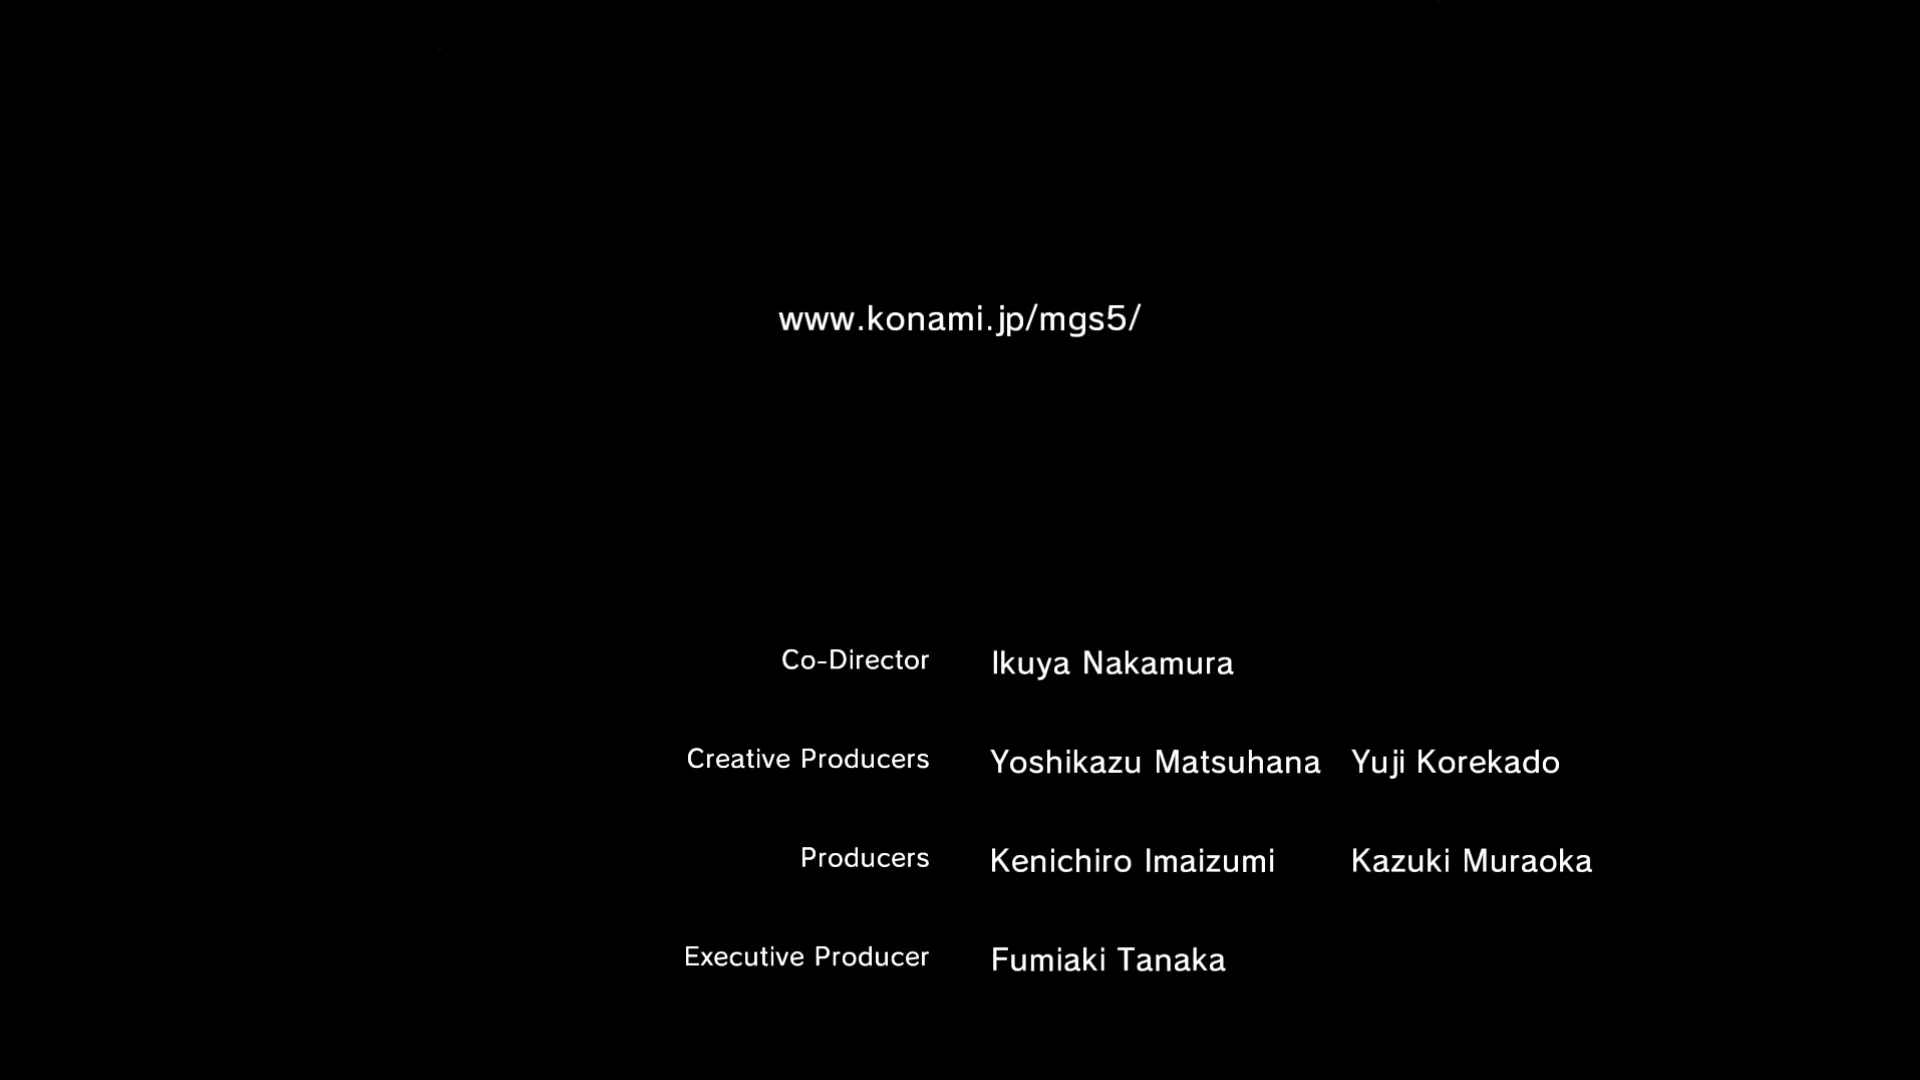 www.konami.jp/mgs5/
Co-Director Ikuya Nakamura
Creative Producers Yoshikazu Matsuhana Yuji Korekado
Producers Kenichiro Imaizumi Kazuki Muraoka
Executive Producer Fumiaki Tanaka